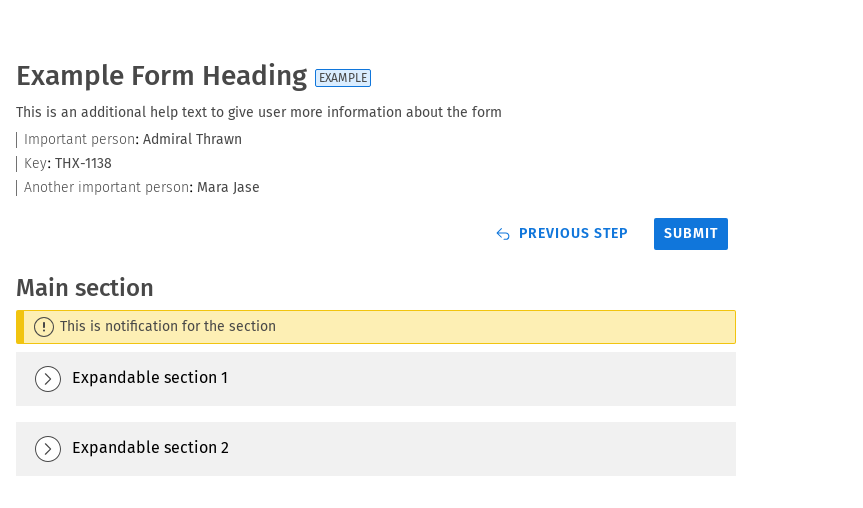 Example Form Heading EXAMPLE
This is an additional help text to give user more information about the form
Important person: Admiral Thrawn
Key: THX-1138
Another important person: Mara Jase
PREVIOUS STEP SUBMIT
Main section
This is notification for the section
Expandable section 1
Expandable section 2